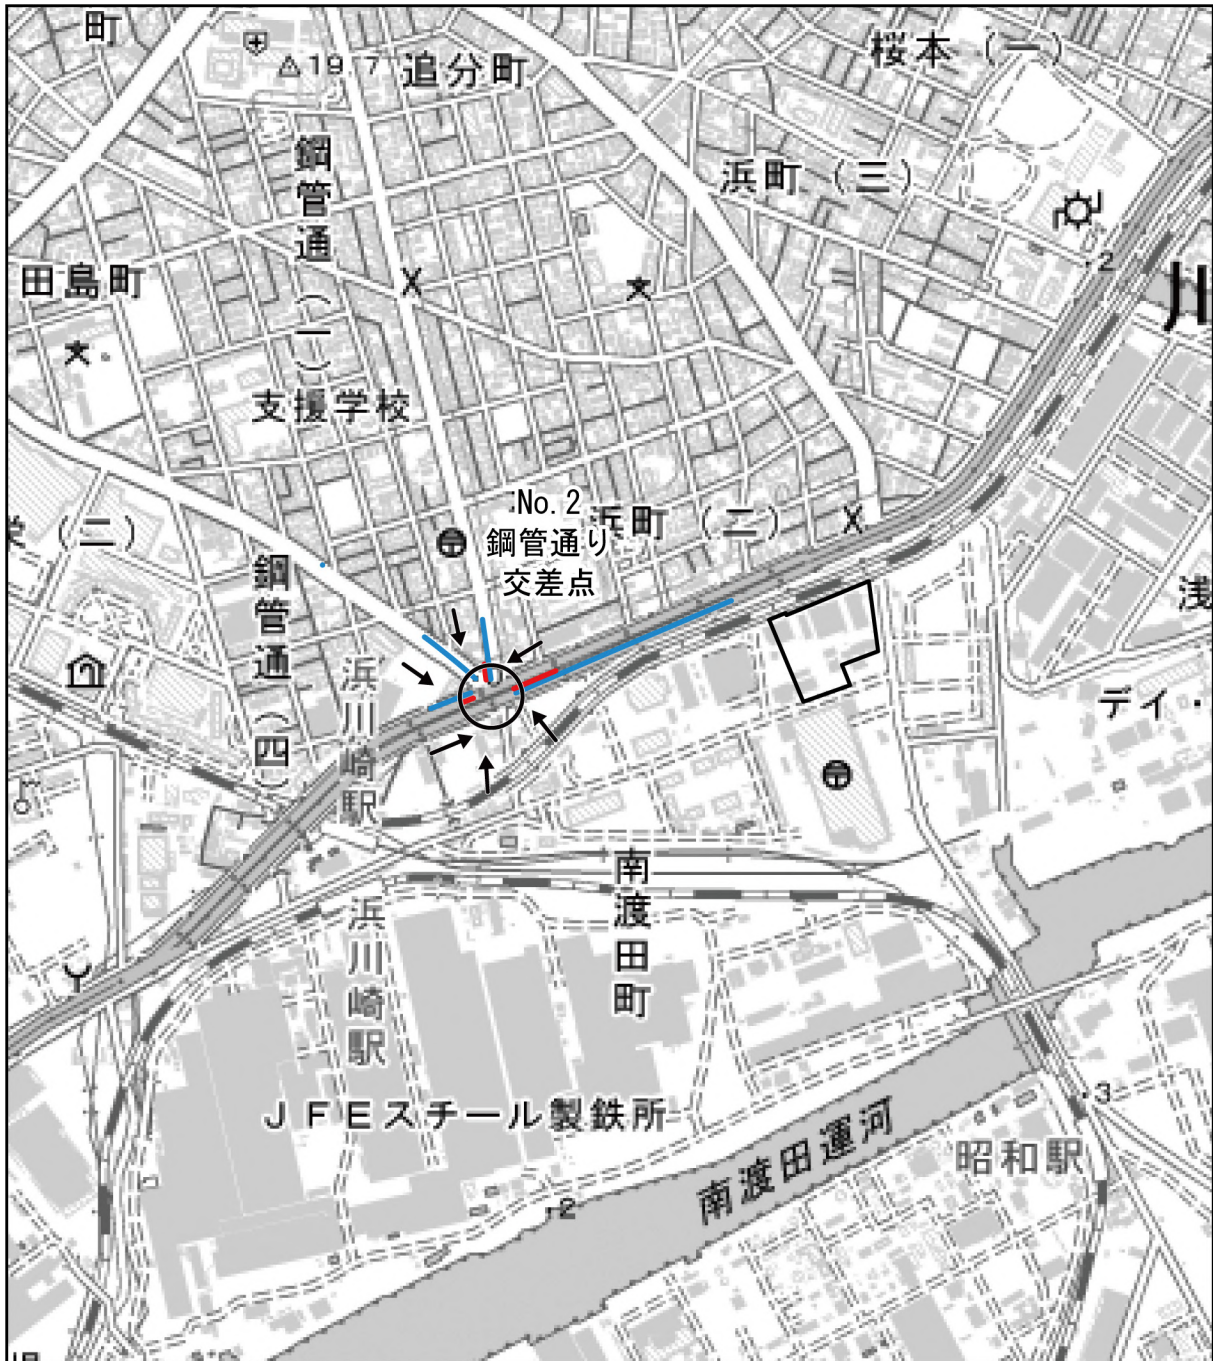 町
19.7
追分町
桜本(一)
鋼管通(一)
浜町(三)
田島町
2
川
支援学校
No.2
鋼管通り
交差点
浜町(二)
(二)
鋼管通(四)
浜川崎駅
浅
ディ・
南渡田町
浜川崎駅
JFEスチール製鉄所
南渡田運河
昭和駅
3
2